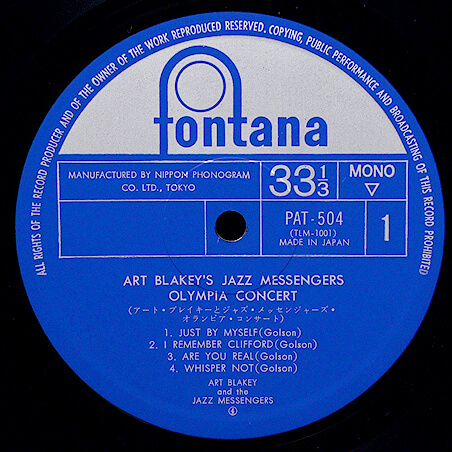 ALL RIGHTS OF THE RECORD PRODUCER AND OF THE OWNER OF THE WORK REPRODUCED RESERVED. COPYING, PUBLIC PERFORMANCE AND BROADCASTING OF THIS RECORD PROHIBITED
fontana
MANUFACTURED BY NIPPON PHONOGRAM
CO. LTD., TOKYO
33 1/3
MONO
▽
PAT-504
(TLM-1001)
MADE IN JAPAN
1
ART BLAKEY'S JAZZ MESSENGERS
OLYMPIA CONCERT
(アート・ブレイキーとジャズ・メッセンジャーズ・
オランピア・コンサート)
1. JUST BY MYSELF(Golson)
2. I REMEMBER CLIFFORD(Golson)
3. ARE YOU REAL(Golson)
4. WHISPER NOT(Golson)
ART BLAKEY
and the
JAZZ MESSENGERS